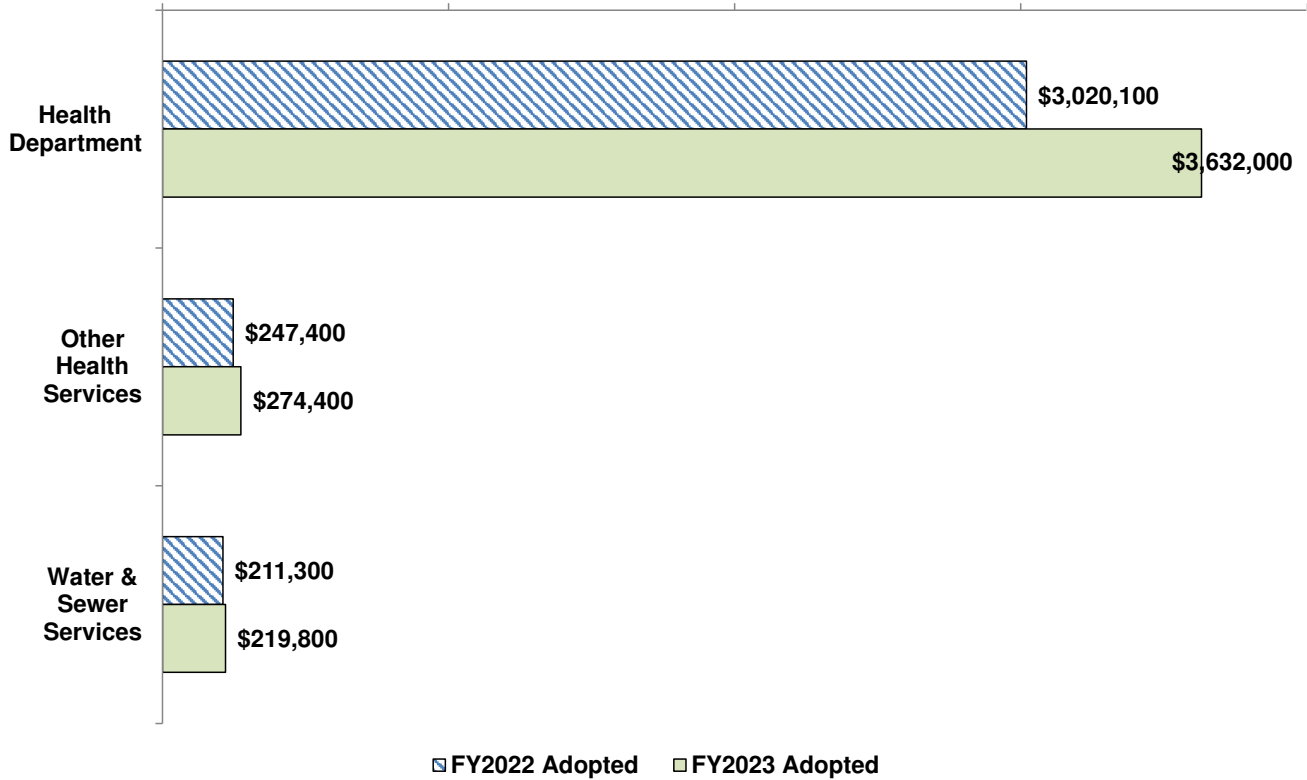 Health
Department
$3,020,100
$3,632,000
Other
Health
Services
$247,400
$274,400
Water &
Sewer
Services
$211,300
$219,800
FY2022 Adopted
FY2023 Adopted